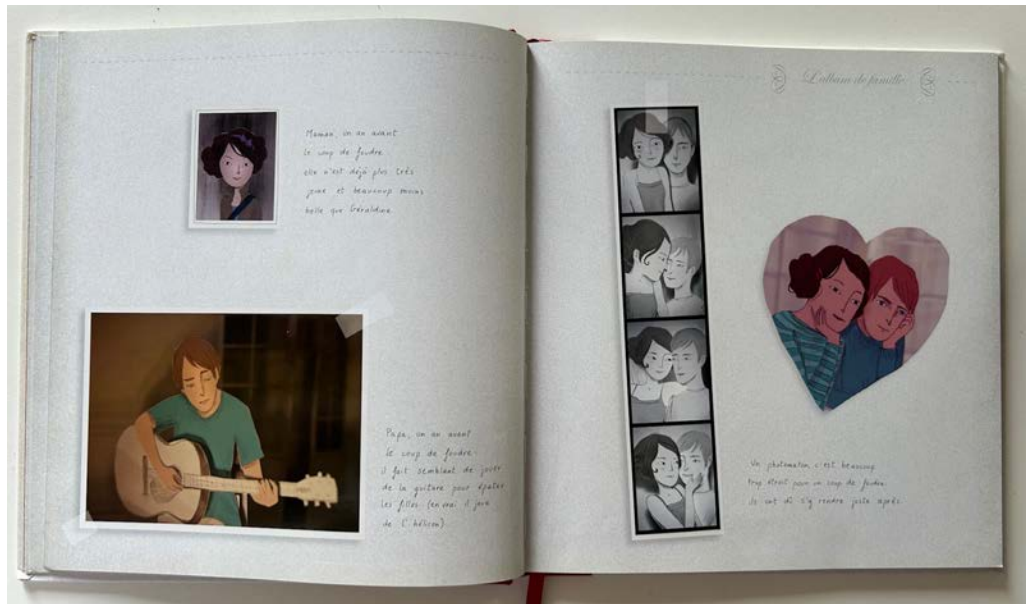 Maman, un an avant
le coup de foudre.
elle n'est déjà plus très
jeune et beaucoup moins
belle que Géraldine.
Papa, un an avant
le coup de foudre.
il fait semblant de jouer
de la guitare pour épater
les filles (en vrai il joue
de l'hélicon).
L'album de famille
Un photomaton, c'est beaucoup
trop étroit pour un coup de foudre.
Ils ont dû s'y rendre juste après.